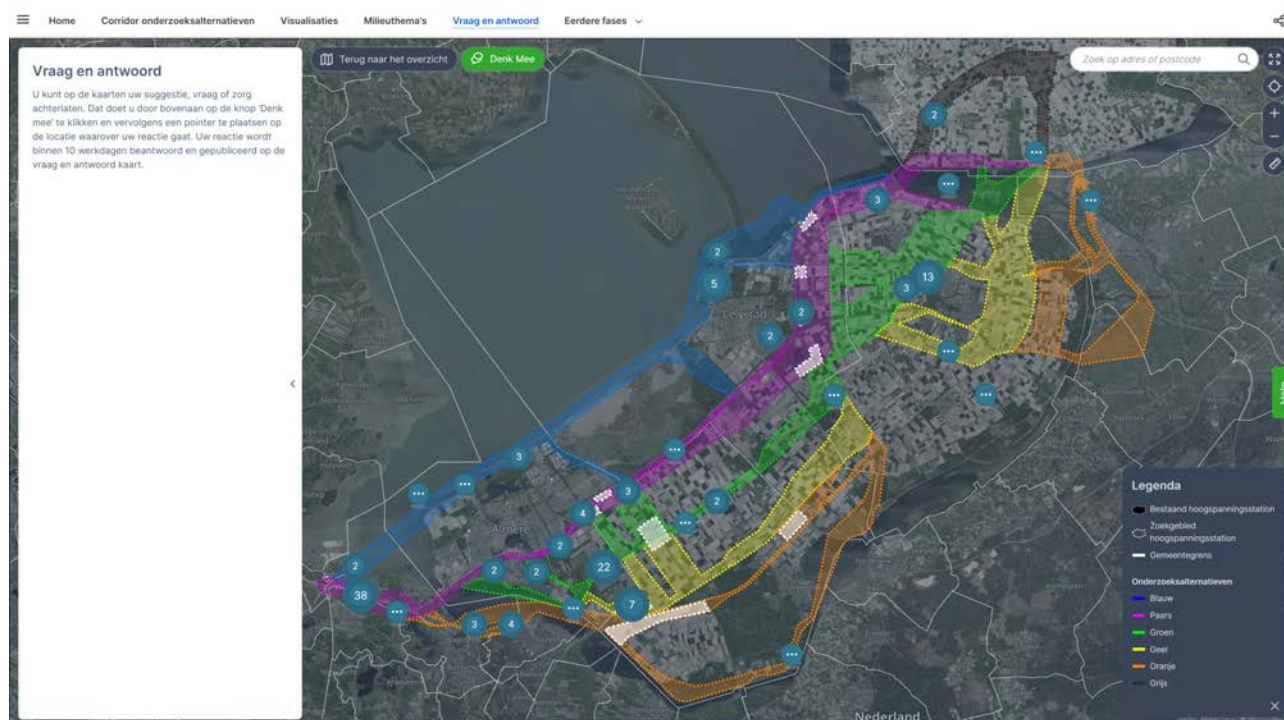 Home Corridor onderzoeksalternatieven Visualisaties Milieuthema's Vraag en antwoord Eerdere fases
Vraag en antwoord
U kunt op de kaarten uw suggestie, vraag of zorg
achterlaten. Dat doet u door bovenaan op de knop 'Denk
mee' te klikken en vervolgens een pointer te plaatsen op
de locatie waarover uw reactie gaat. Uw reactie wordt
binnen 10 werkdagen beantwoord en gepubliceerd op de
vraag en antwoord kaart.
Terug naar het overzicht
Denk Mee
Zoek op adres of postcode
2
3
2
5
13
3
2
2
Lelystad
3
3
2
4
Almere
2
2
38
2
2
22
7
3
4
Nederland
Legenda
Bestaand hoogspanningsstation
Zoekgebied
hoogspanningsstation
Gemeentegrens
Onderzoeksalternatieven
Blauw
Paars
Groen
Geel
Oranje
Grijs